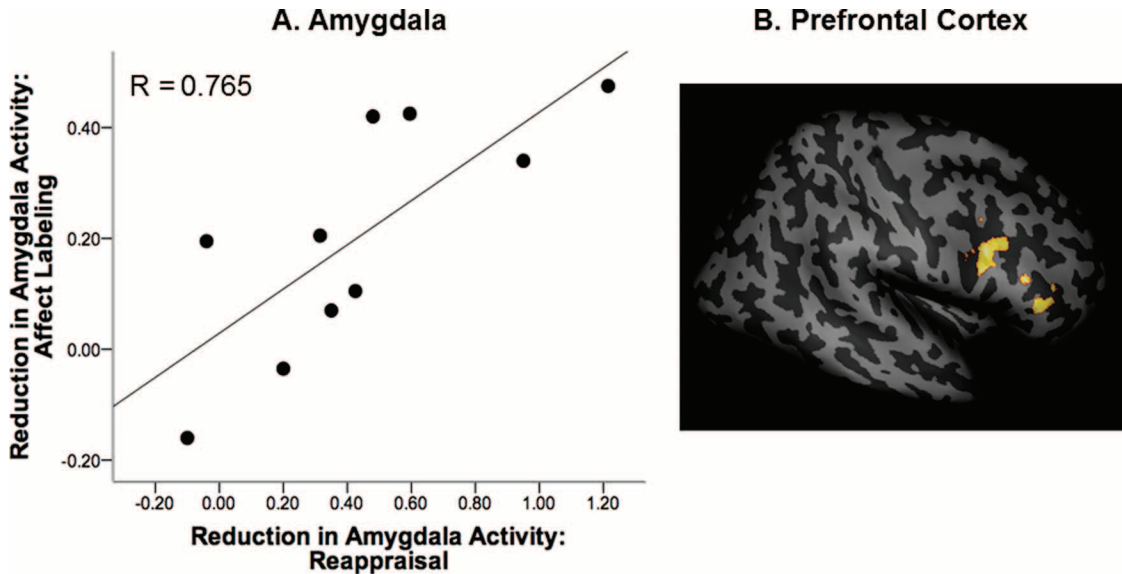 A. Amygdala
B. Prefrontal Cortex
R = 0.765
Reduction in Amygdala Activity:
Affect Labeling
0.40
0.20
0.00
-0.20
-0.20
0.00
0.20
0.40
0.60
0.80
1.00
1.20
Reduction in Amygdala Activity:
Reappraisal